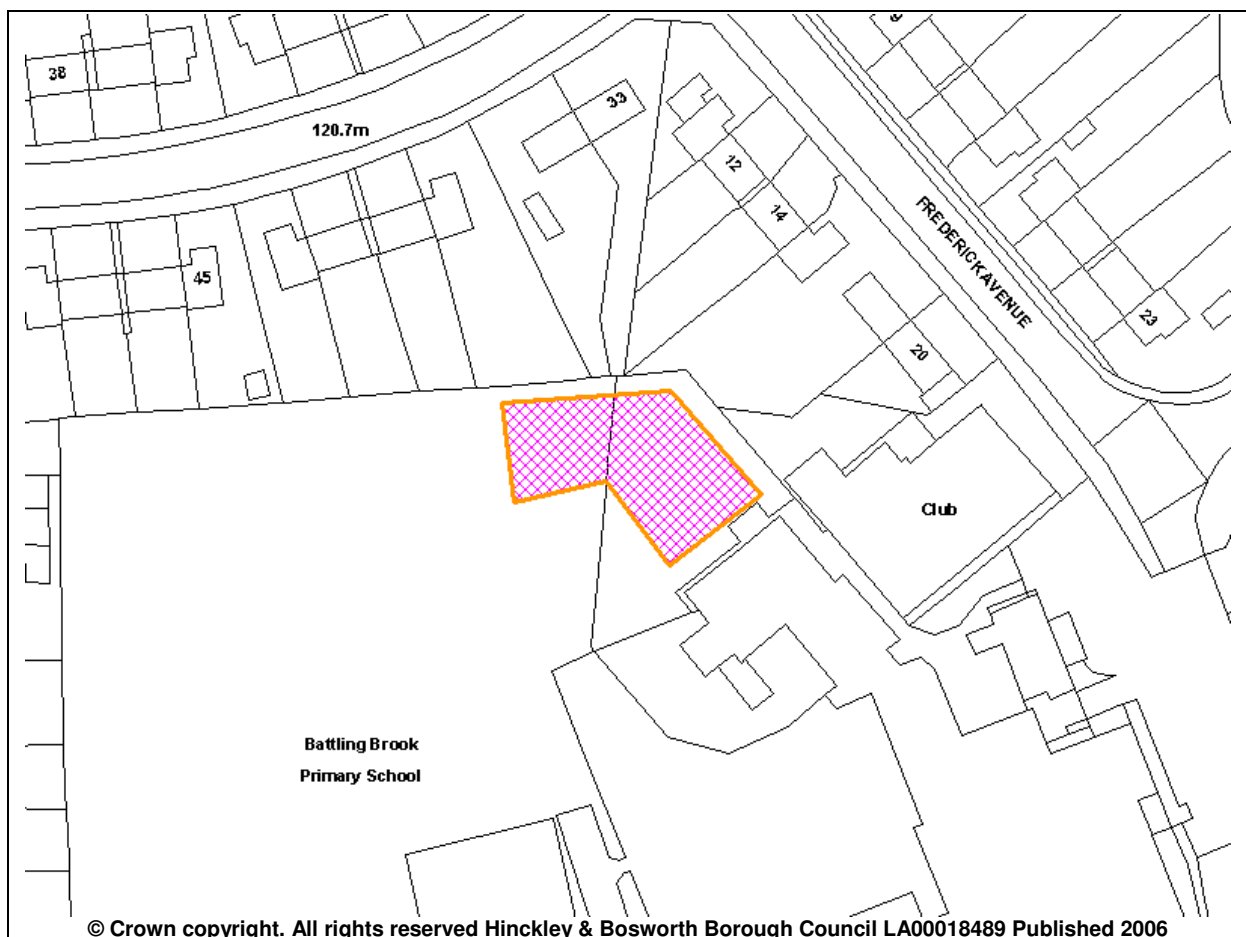 9
38
33
120.7m
12
14
FREDERICK AVENUE
45
23
20
Club
Battling Brook
Primary School
© Crown copyright. All rights reserved Hinckley & Bosworth Borough Council LA00018489 Published 2006